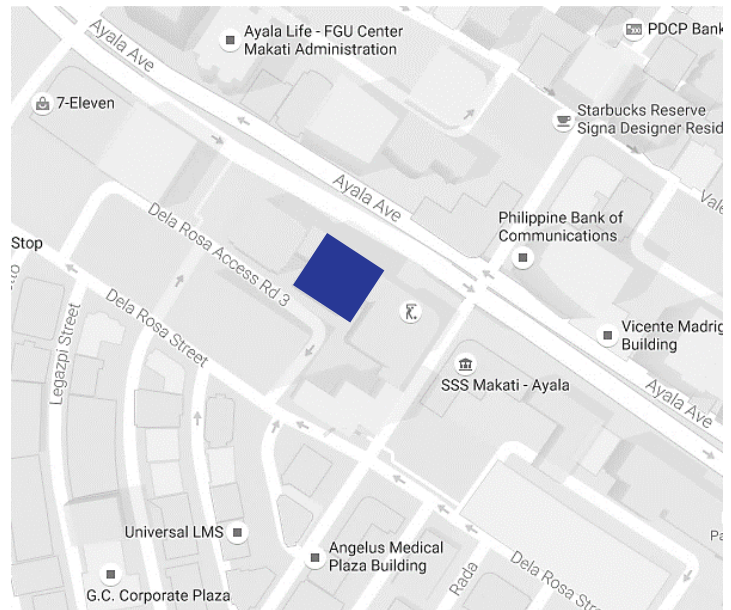 Ayala Ave
Ayala Life - FGU Center
Makati Administration
PDCP Bank
7-Eleven
Starbucks Reserve
Signa Designer Resid
Ayala Ave
Vale
Dela Rosa Access Rd 3
Philippine Bank of
Communications
Stop
Dela Rosa Street
Legazpi Street
Vicente Madrig
Building
SSS Makati - Ayala
Ayala Ave
Universal LMS
Angelus Medical
Plaza Building
Pa
G.C. Corporate Plaza
Rada
Dela Rosa Stre